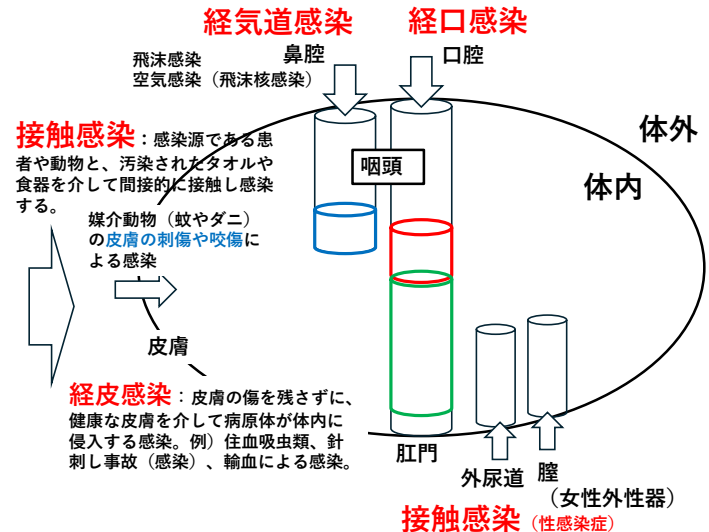 経気道感染
経口感染
飛沫感染
空気感染（飛沫核感染）
鼻腔
口腔
体外
体内
咽頭
接触感染：感染源である患
者や動物と、汚染されたタオルや
食器を介して間接的に接触し感染
する。
媒介動物（蚊やダニ）
の皮膚の刺傷や咬傷に
よる感染
皮膚
経皮感染：皮膚の傷を残さずに、
健康な皮膚を介して病原体が体内に
侵入する感染。例）住血吸虫類、針
刺し事故（感染）、輸血による感染。
肛門
外尿道
膣
（女性外性器）
接触感染（性感染症）